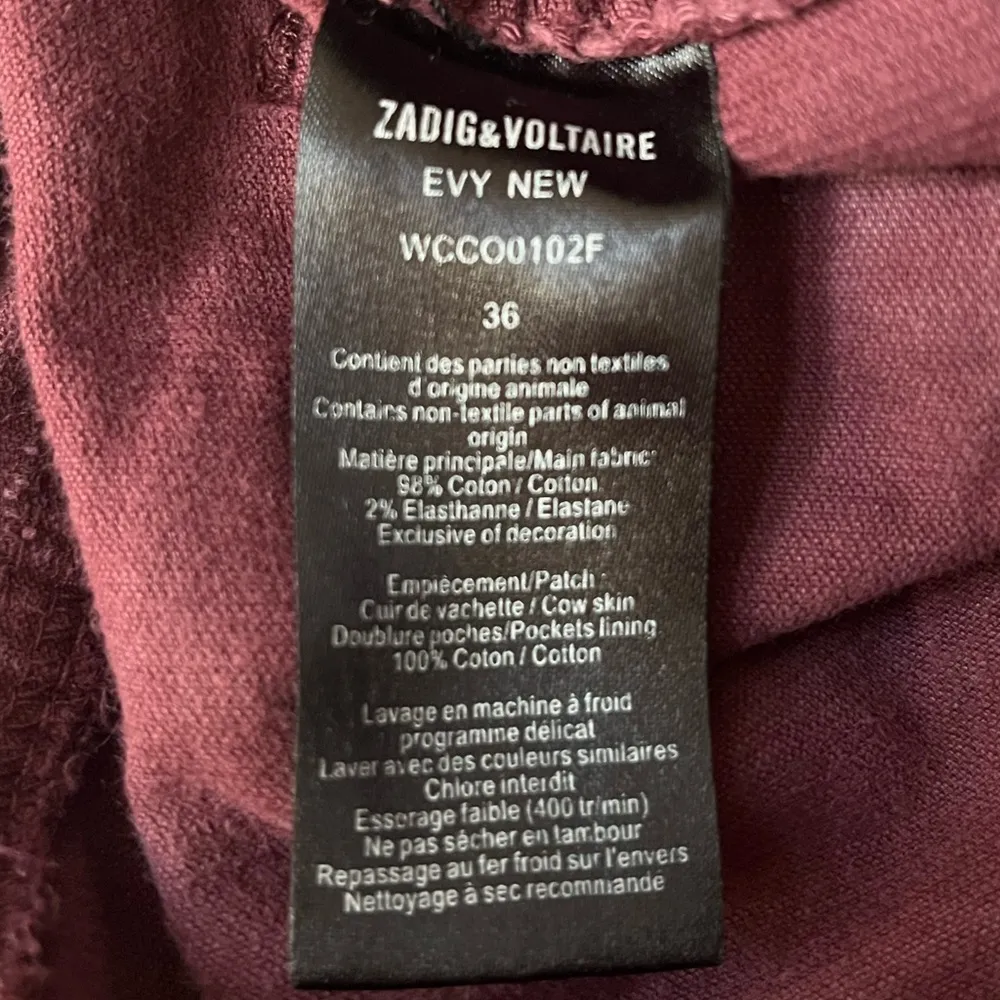 ZADIG&VOLTAIRE
EVY NEW
WCCO0102F
36
Contient des parties non textiles
d'origine animale
Contains non-textile parts of animal
origin
Matière principale/Main fabric:
98% Coton / Cotton
2% Elasthanne / Elastane
Exclusive of decoration
Empiècement/Patch :
Cuir de vachette / Cow skin
Doublure poches/Pockets lining
100% Coton / Cotton
Lavage en machine à froid
programme délicat
Laver avec des couleurs similaires
Chlore interdit
Essorage faible (400 tr/min)
Ne pas sécher en tambour
Repassage au fer froid sur l'envers
Nettoyage à sec recommandé